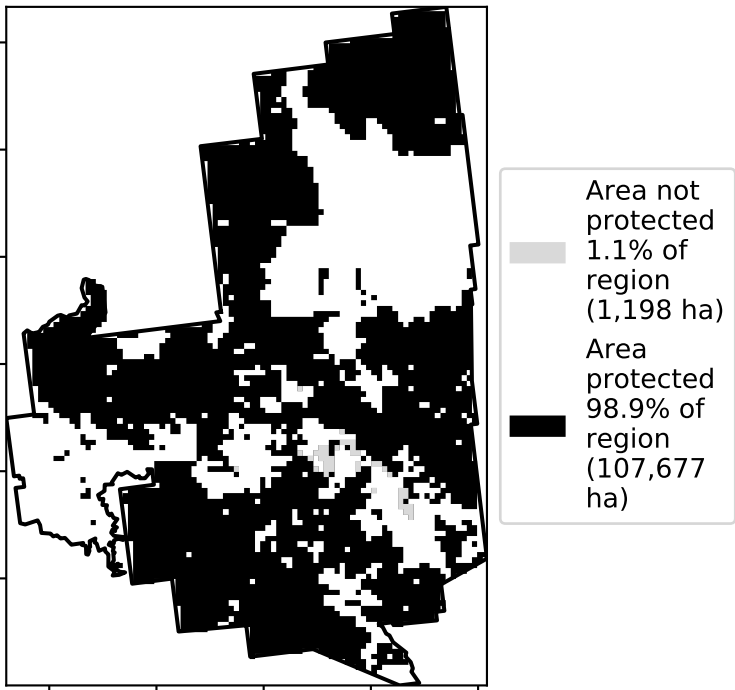 Area not
protected
1.1% of
region
(1,198 ha)
Area
protected
98.9% of
region
(107,677
ha)